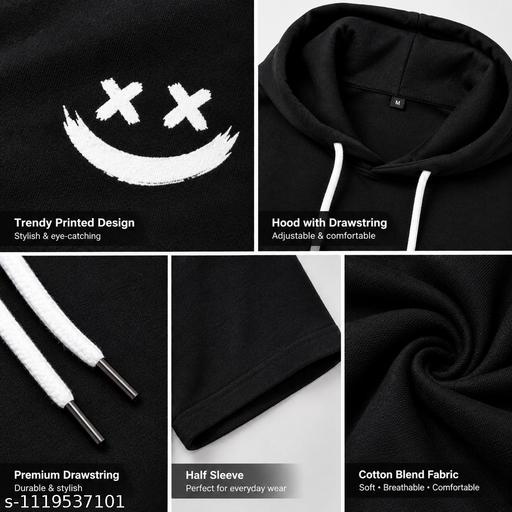 Trendy Printed Design
Stylish & eye-catching
M
Hood with Drawstring
Adjustable & comfortable
Premium Drawstring
Durable & stylish
Half Sleeve
Perfect for everyday wear
Cotton Blend Fabric
Soft • Breathable • Comfortable
s-1119537101